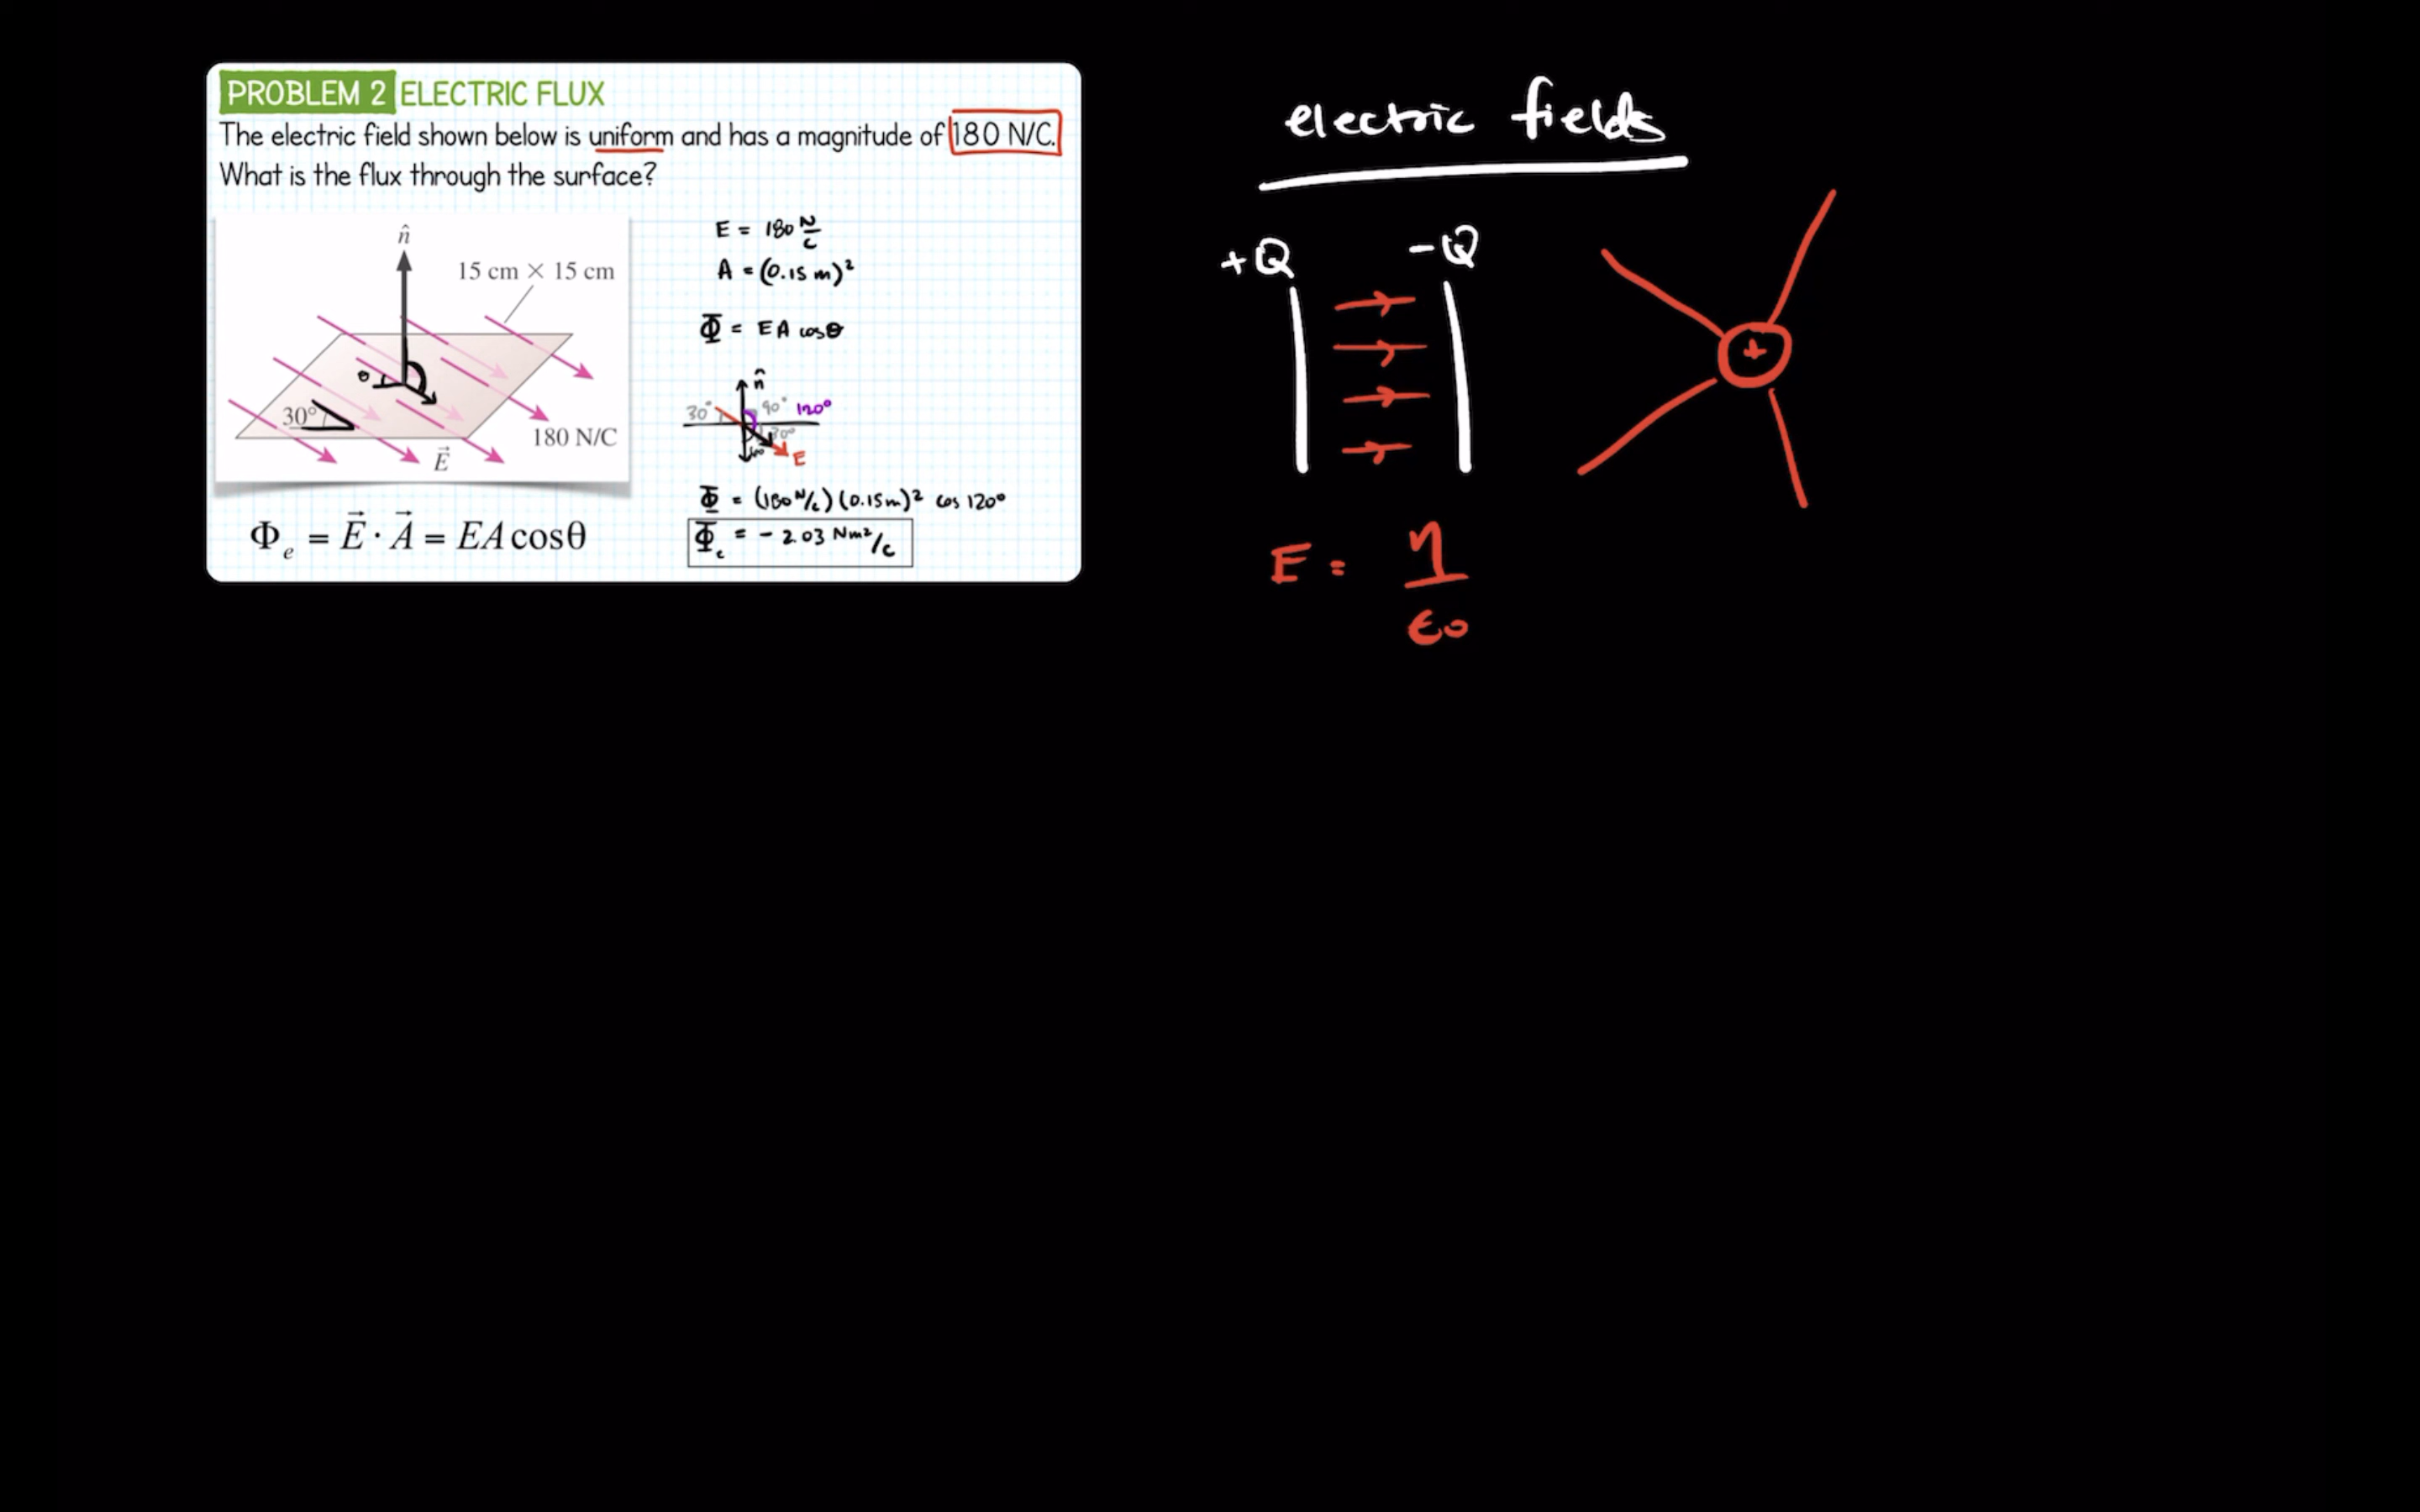 PROBLEM 2 ELECTRIC FLUX
The electric field shown below is uniform and has a magnitude of 180 N/C.
What is the flux through the surface?
n̂
15 cm × 15 cm
θ
30°
180 N/C
E⃗
Φe = E⃗ · A⃗ = EA cosθ
E = 180 N/C
A = (0.15 m)²
Φ = E A cosθ
n̂
30° 90° 120°
30°
60°
E
Φ = (180 N/C)(0.15m)² cos 120°
Φe = - 2.03 Nm²/C
electric fields
+Q -Q
+
E = η/ϵ0